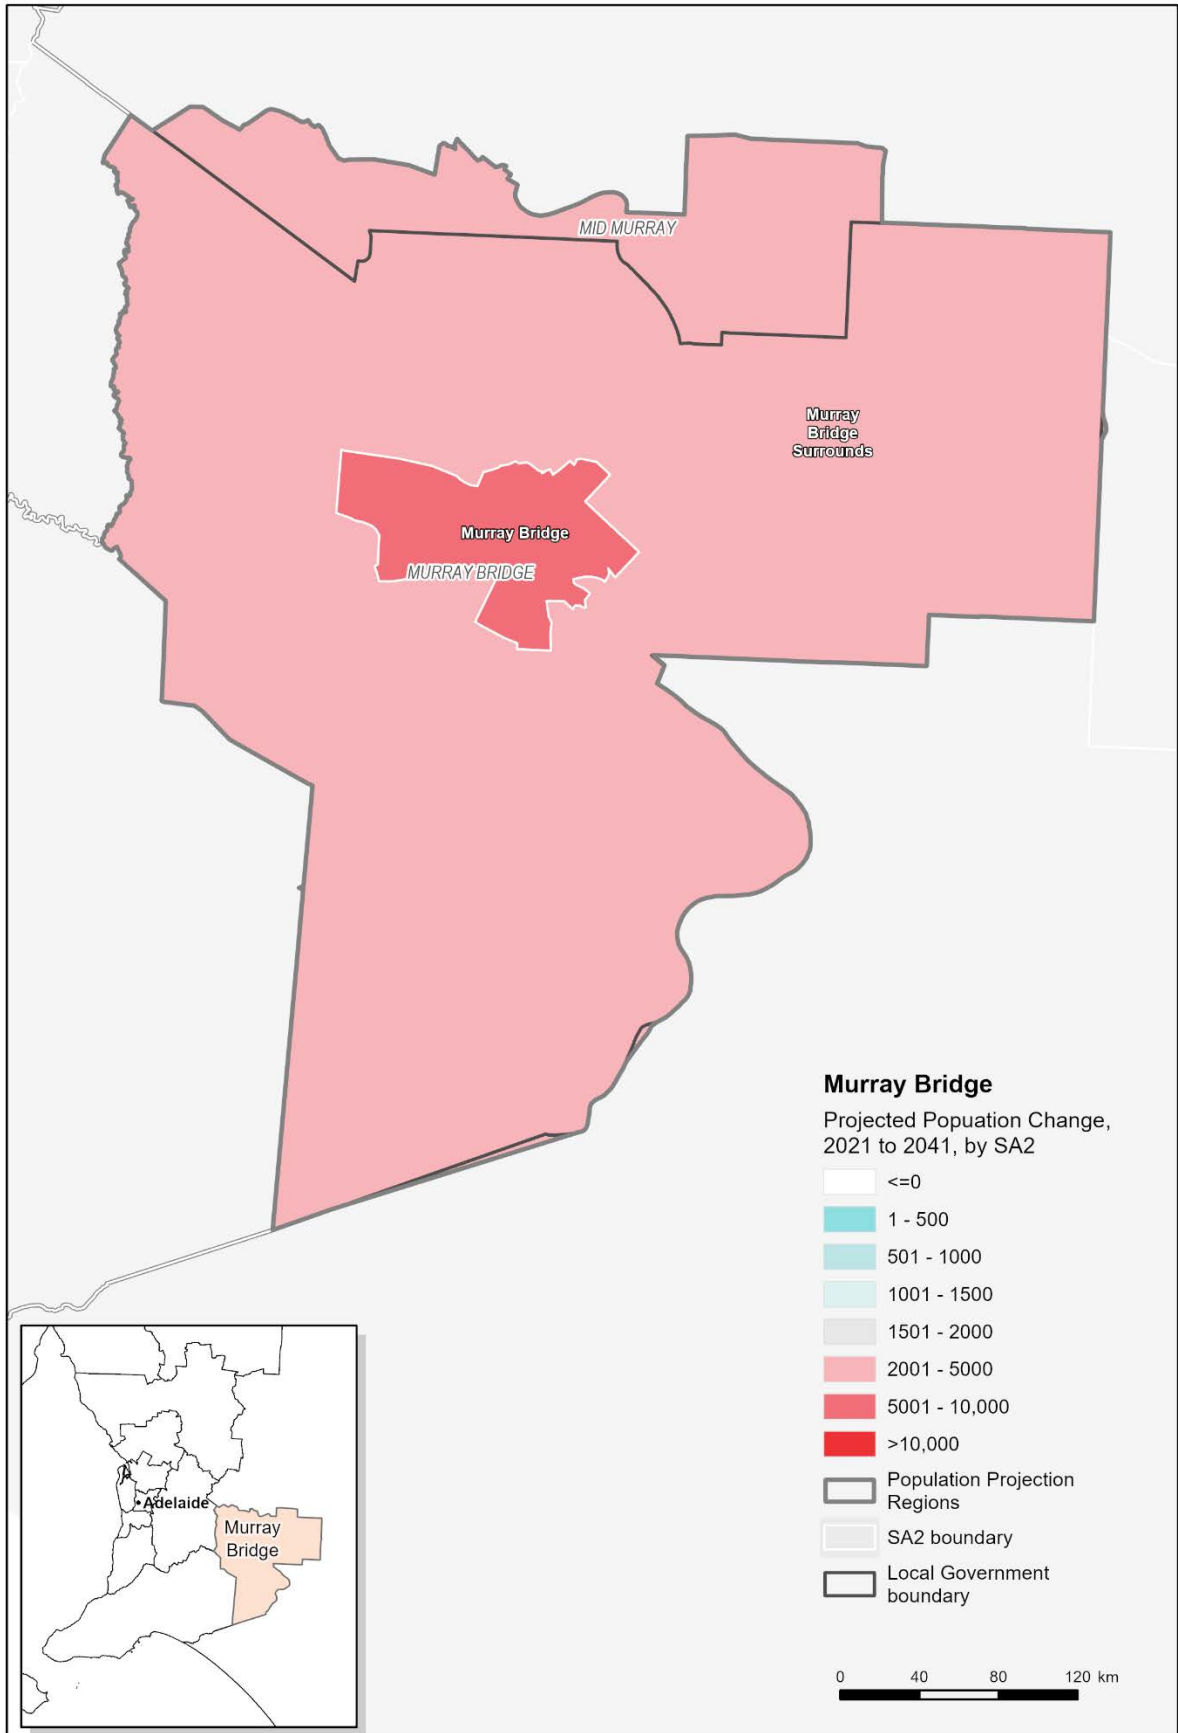 MID MURRAY
Murray
Bridge
Surrounds
Murray Bridge
MURRAY BRIDGE
Murray Bridge
Projected Popuation Change,
2021 to 2041, by SA2
<=0
1 - 500
501 - 1000
1001 - 1500
1501 - 2000
2001 - 5000
5001 - 10,000
>10,000
Population Projection
Regions
SA2 boundary
Local Government
boundary
0 40 80 120 km
Adelaide
Murray
Bridge